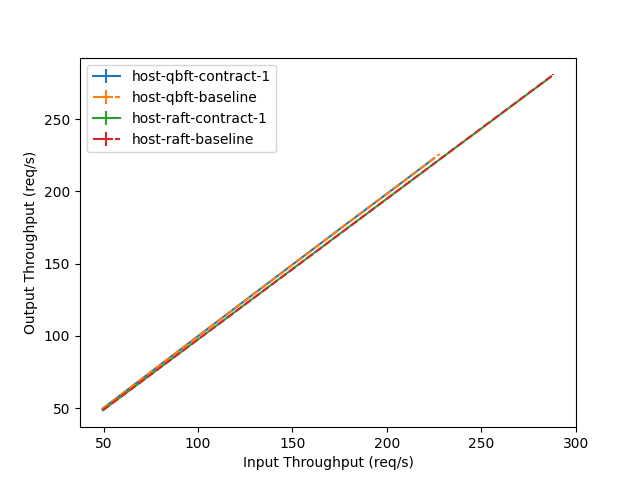 host-qbft-contract-1
host-qbft-baseline
host-raft-contract-1
host-raft-baseline
Output Throughput (req/s)
250
200
150
100
50
50 100 150 200 250 300
Input Throughput (req/s)